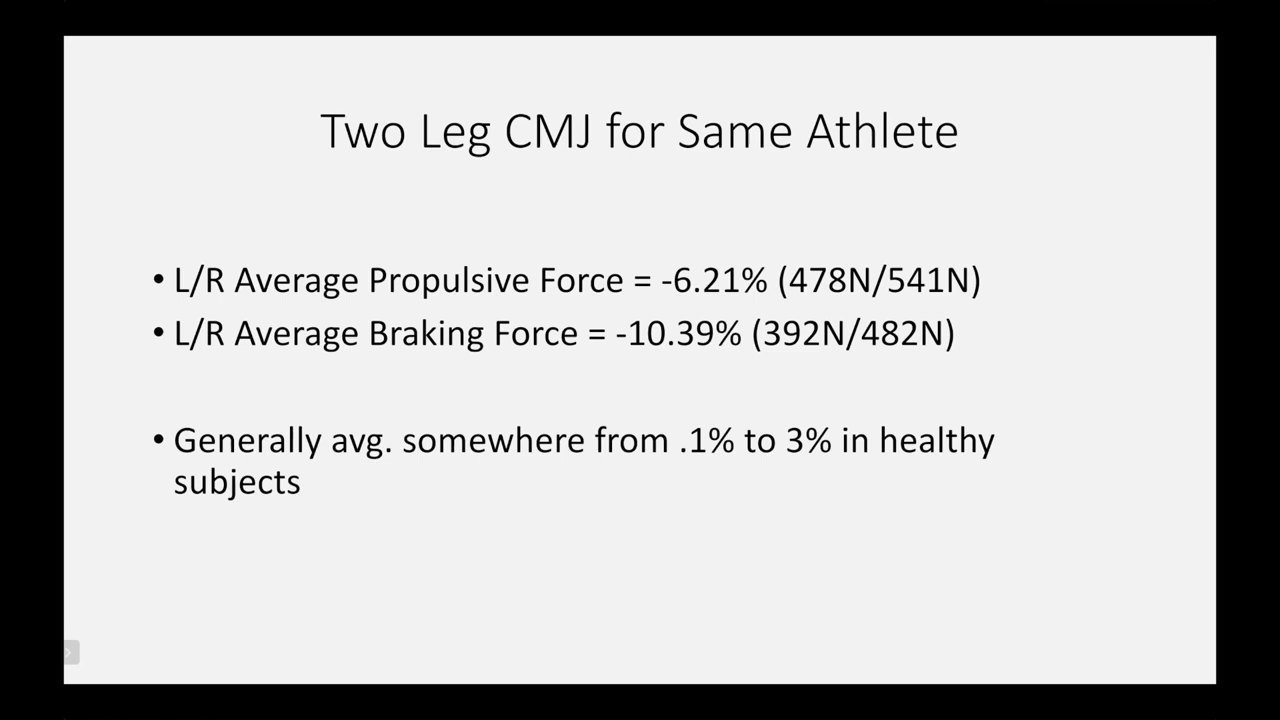 Two Leg CMJ for Same Athlete
• L/R Average Propulsive Force = -6.21% (478N/541N)
• L/R Average Braking Force = -10.39% (392N/482N)
• Generally avg. somewhere from .1% to 3% in healthy
subjects